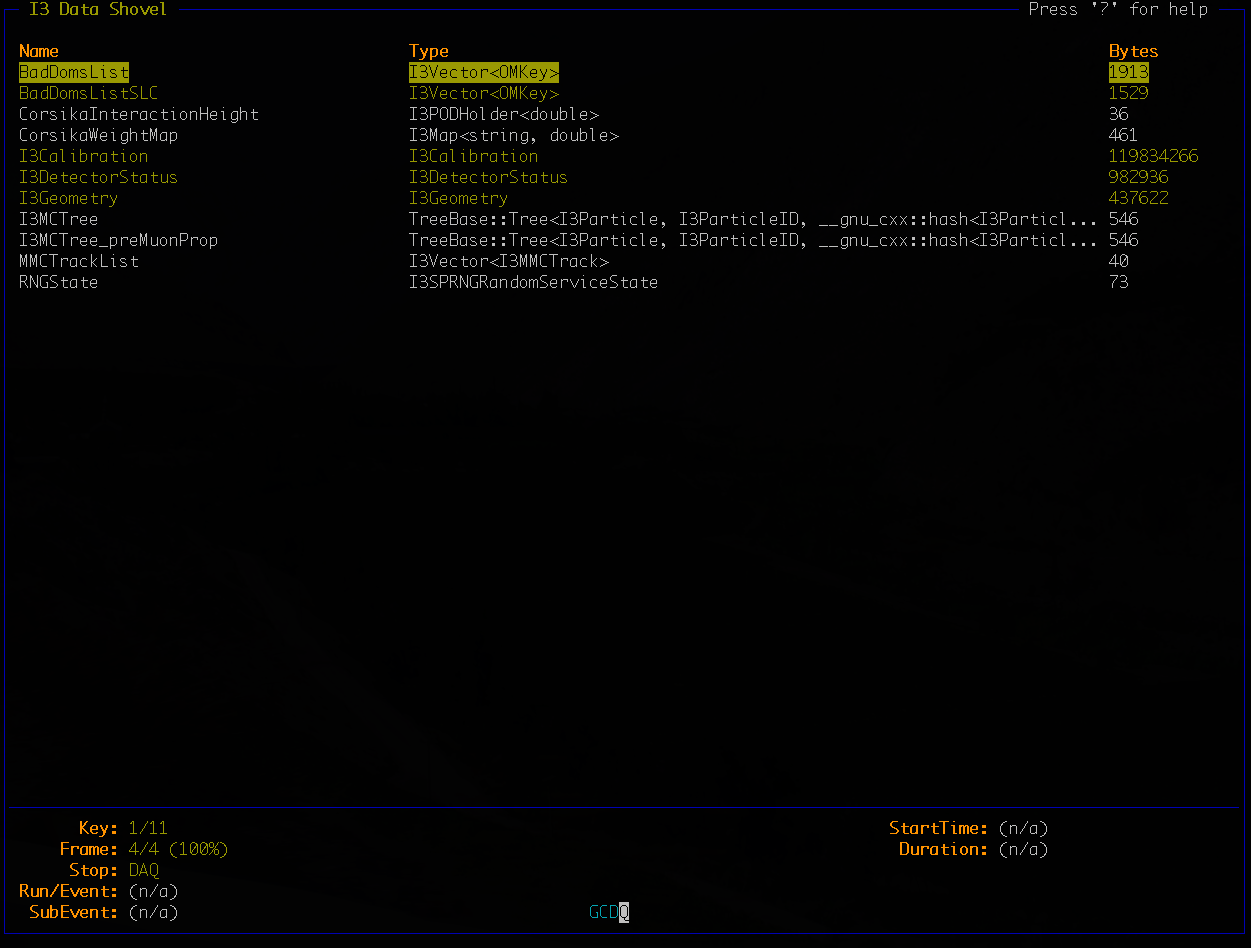 I3 Data Shovel Press '?' for help
Name Type Bytes
BadDomsList I3Vector<OMKey> 1913
BadDomsListSLC I3Vector<OMKey> 1529
CorsikaInteractionHeight I3PODHolder<double> 36
CorsikaWeightMap I3Map<string, double> 461
I3Calibration I3Calibration 119834266
I3DetectorStatus I3DetectorStatus 982936
I3Geometry I3Geometry 437622
I3MCTree TreeBase::Tree<I3Particle, I3ParticleID, __gnu_cxx::hash<I3Particl... 546
I3MCTree_preMuonProp TreeBase::Tree<I3Particle, I3ParticleID, __gnu_cxx::hash<I3Particl... 546
MMCTrackList I3Vector<I3MMCTrack> 40
RNGState I3SPRNGRandomServiceState 73
Key: 1/11 StartTime: (n/a)
Frame: 4/4 (100%) Duration: (n/a)
Stop: DAQ
Run/Event: (n/a)
SubEvent: (n/a) GCDQ